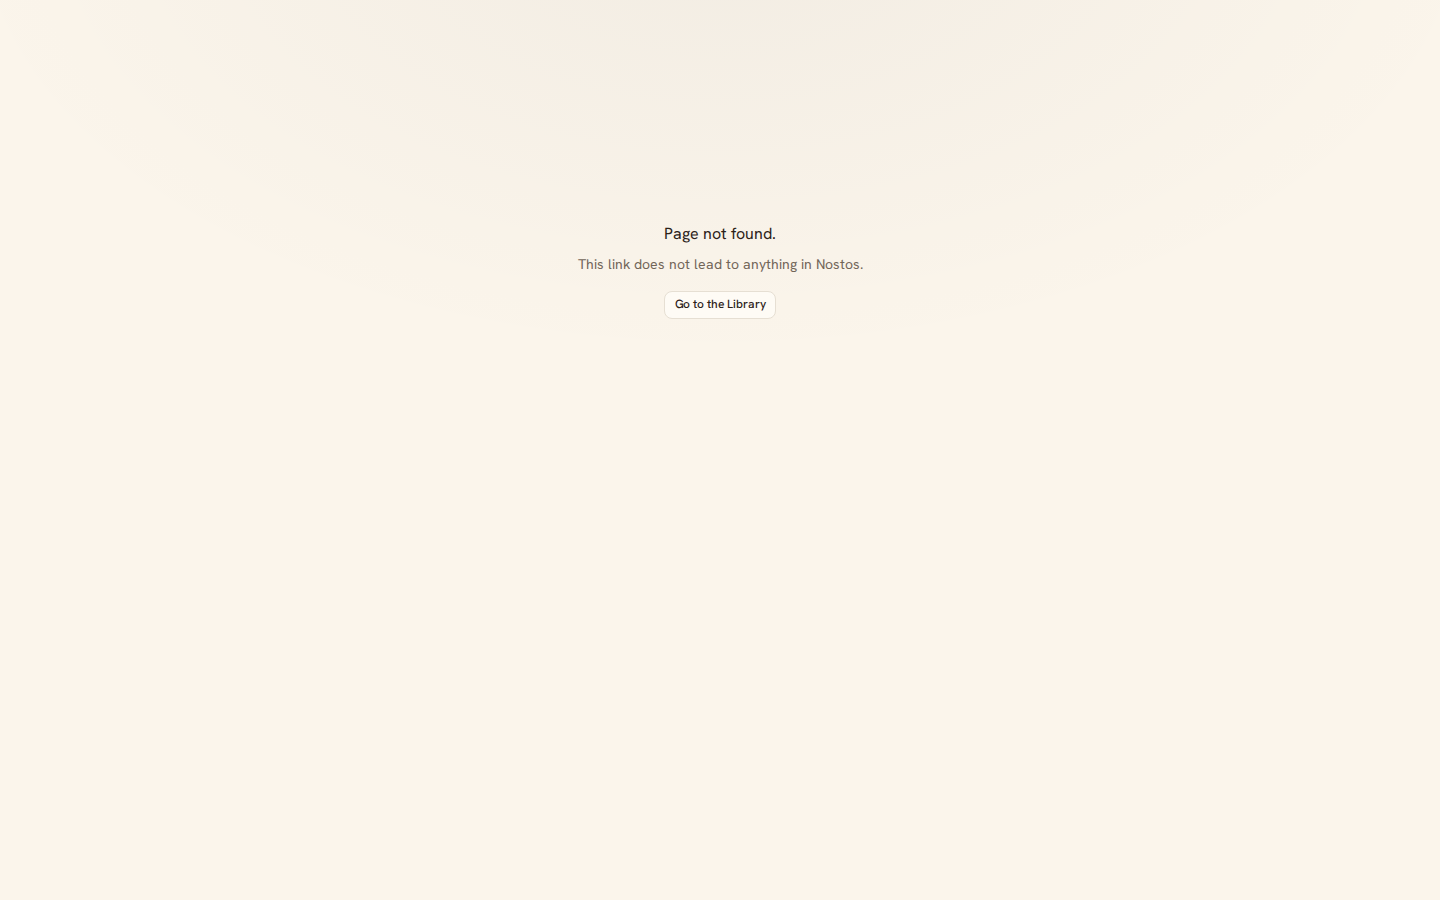 Page not found.
This link does not lead to anything in Nostos.
Go to the Library